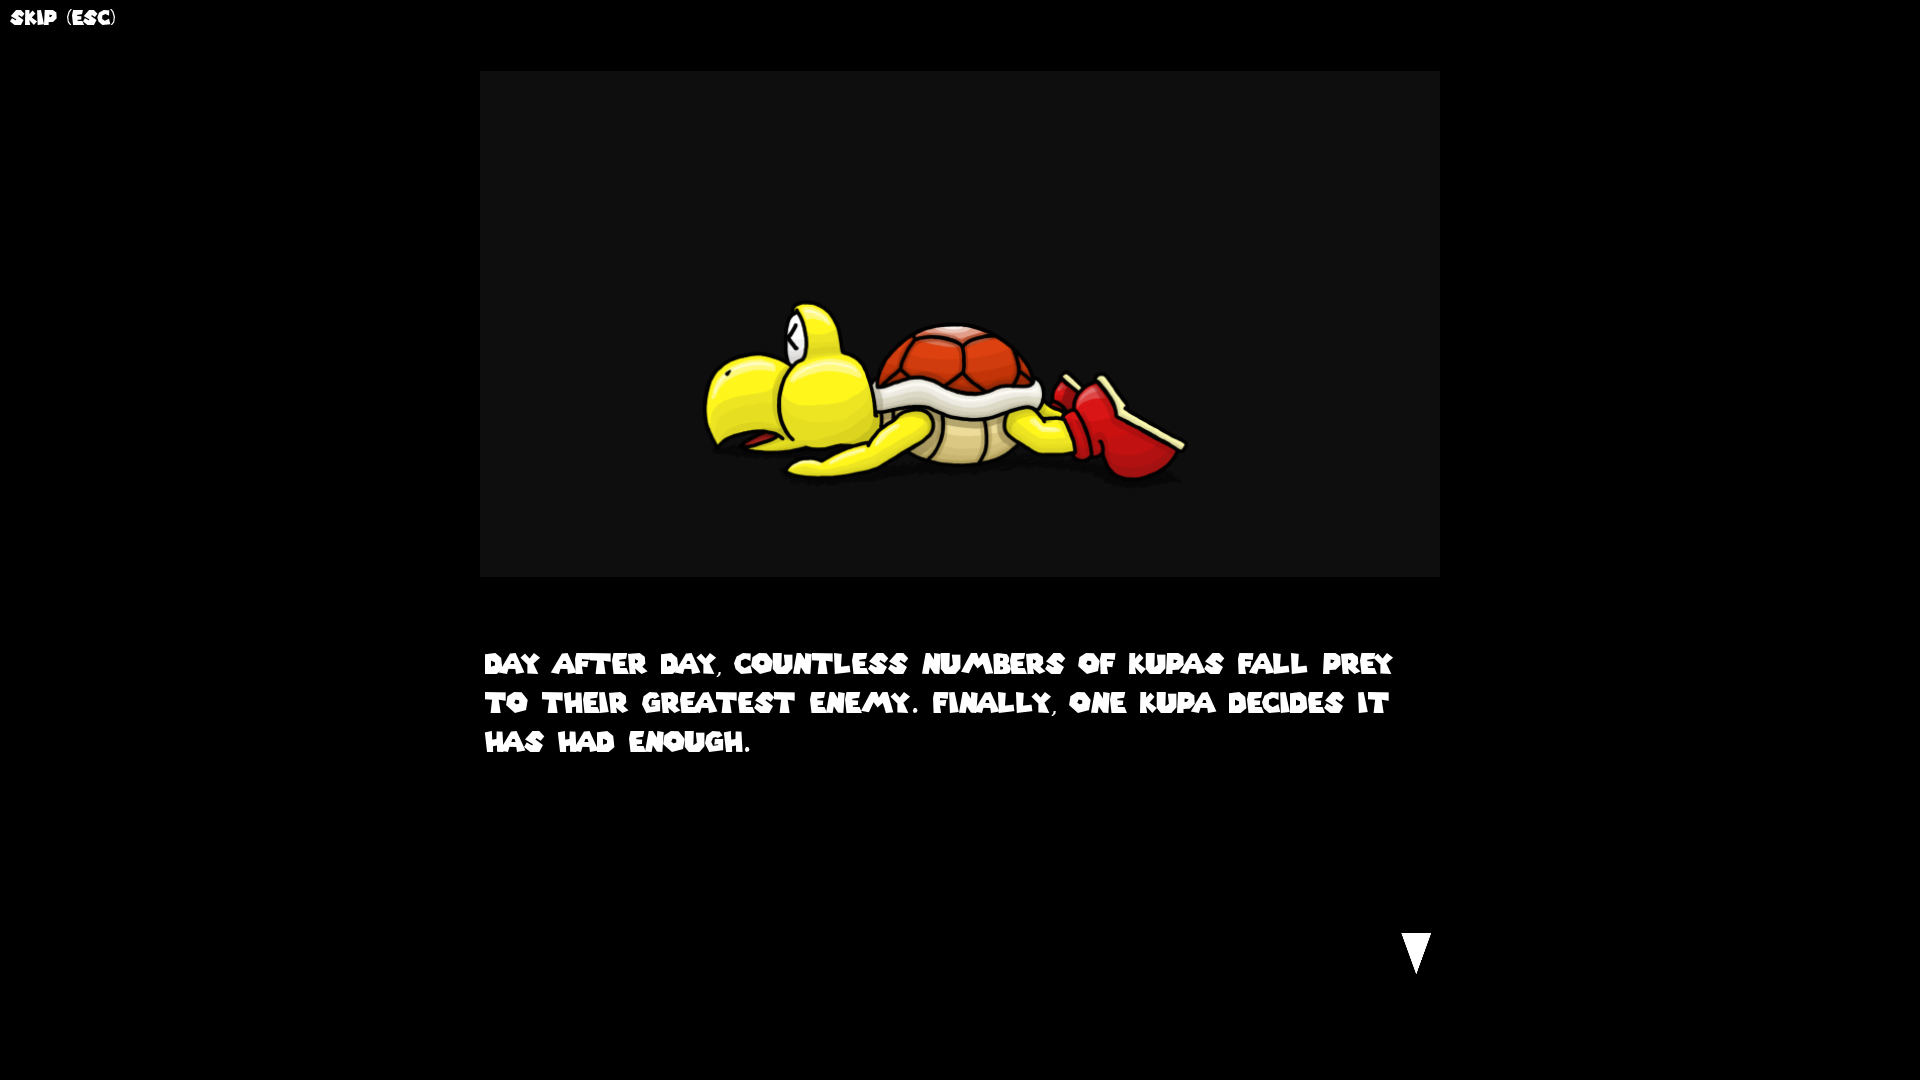 SKIP (ESC)
DAY AFTER DAY, COUNTLESS NUMBERS OF KUPAS FALL PREY
TO THEIR GREATEST ENEMY. FINALLY, ONE KUPA DECIDES IT
HAS HAD ENOUGH.